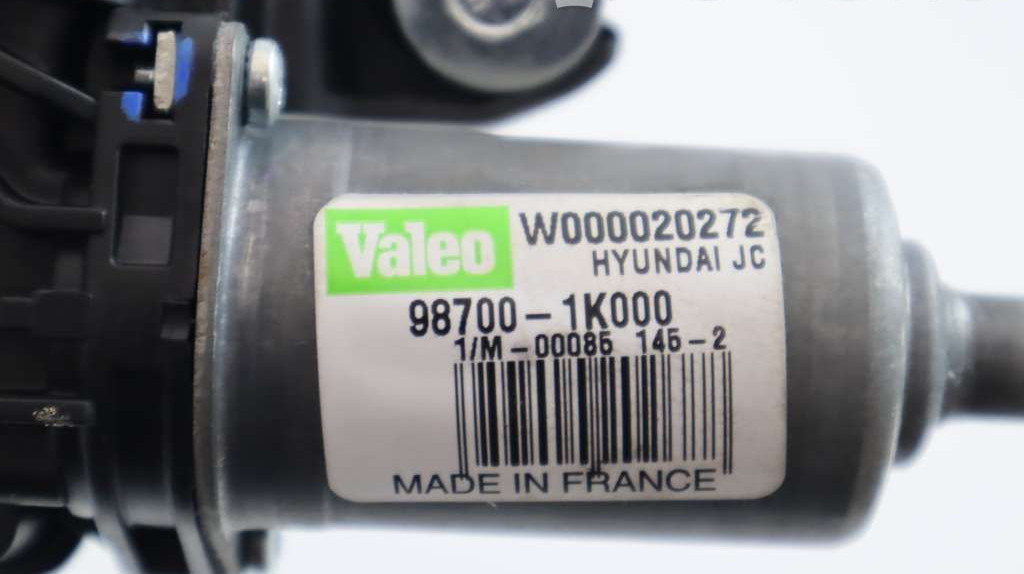 Valeo W000020272
HYUNDAI JC
98700-1K000
1/M-00085 145-2
MADE IN FRANCE